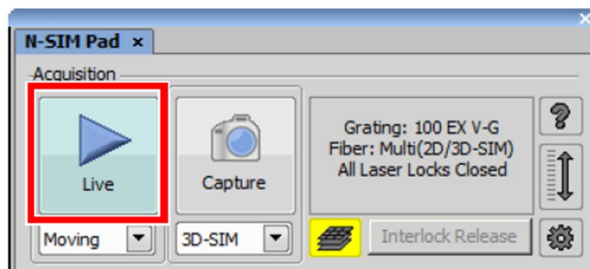 N-SIM Pad x
Acquisition
Live
Capture
Grating: 100 EX V-G
Fiber: Multi(2D/3D-SIM)
All Laser Locks Closed
?
Moving
3D-SIM
Interlock Release